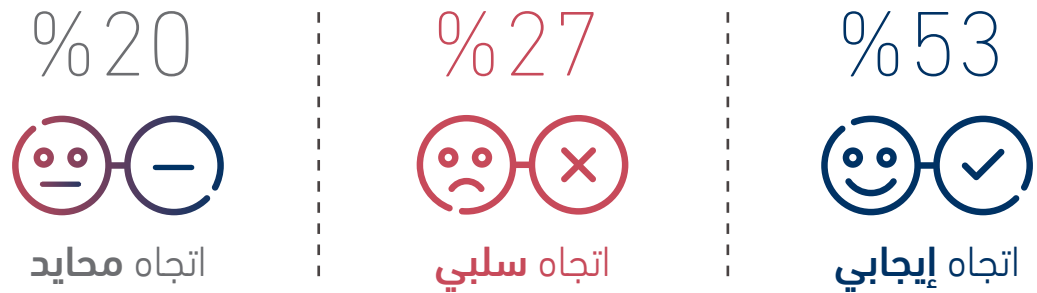 %53
اتجاه إيجابي
%27
اتجاه سلبي
%20
اتجاه محايد